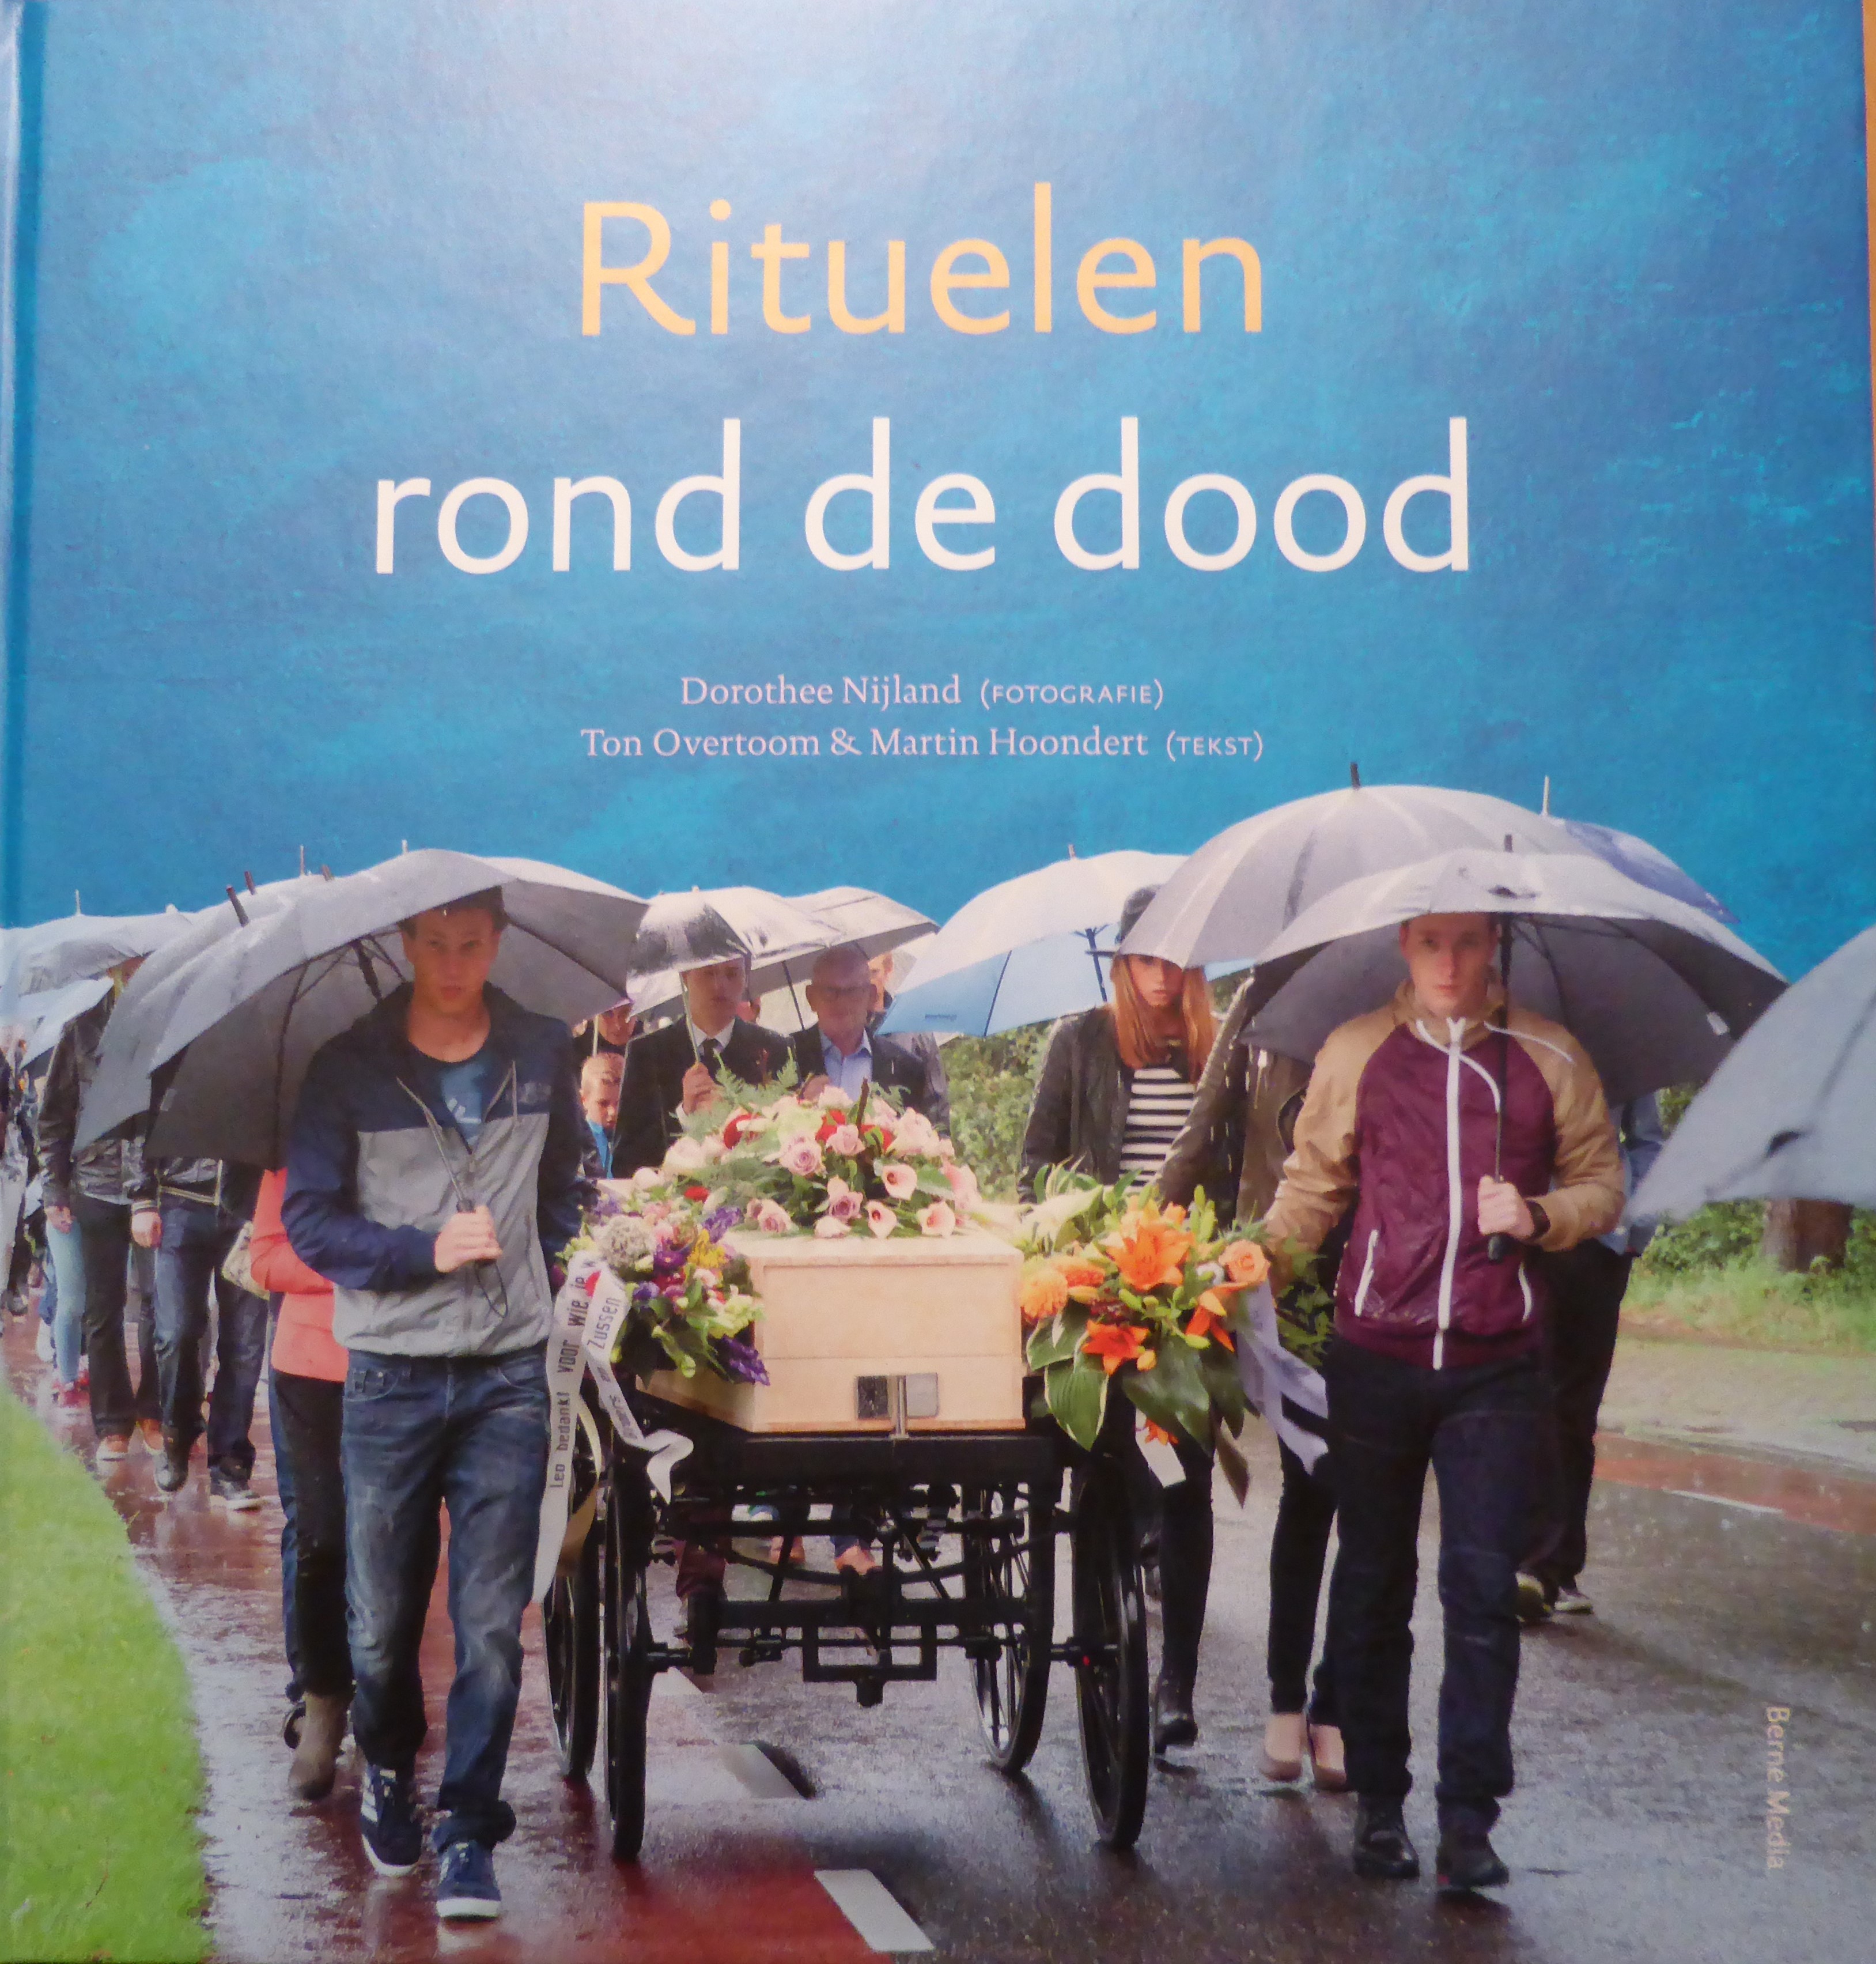 Rituelen
rond de dood
Dorothee Nijland (FOTOGRAFIE)
Ton Overtoom & Martin Hoondert (TEKST)
Leo bedankt voor wie je
Zussen
Berne Media